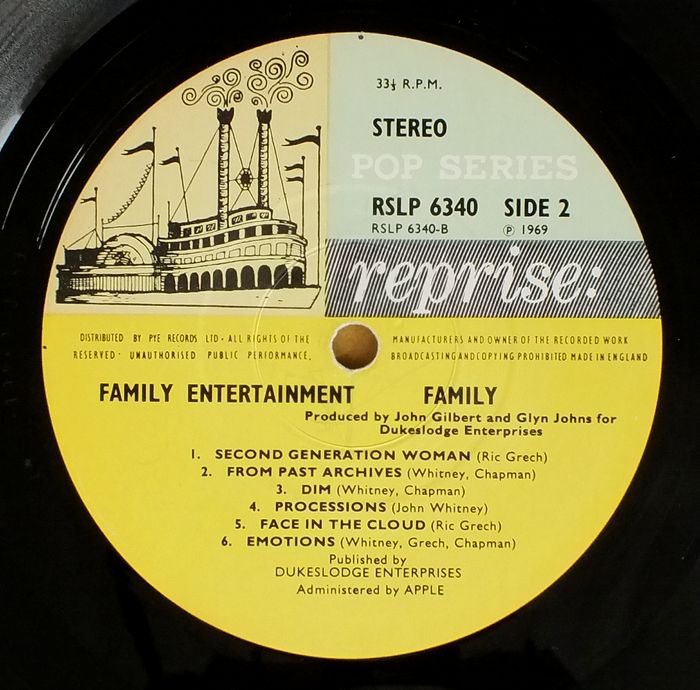 33⅓ R.P.M.
STEREO
POP SERIES
RSLP 6340 SIDE 2
RSLP 6340-B Ⓟ 1969
reprise:
DISTRIBUTED BY PYE RECORDS LTD · ALL RIGHTS OF THE MANUFACTURERS AND OWNER OF THE RECORDED WORK
RESERVED · UNAUTHORISED PUBLIC PERFORMANCE, BROADCASTING AND COPYING PROHIBITED MADE IN ENGLAND
FAMILY ENTERTAINMENT FAMILY
Produced by John Gilbert and Glyn Johns for
Dukeslodge Enterprises
1. SECOND GENERATION WOMAN (Ric Grech)
2. FROM PAST ARCHIVES (Whitney, Chapman)
3. DIM (Whitney, Chapman)
4. PROCESSIONS (John Whitney)
5. FACE IN THE CLOUD (Ric Grech)
6. EMOTIONS (Whitney, Grech, Chapman)
Published by
DUKESLODGE ENTERPRISES
Administered by APPLE